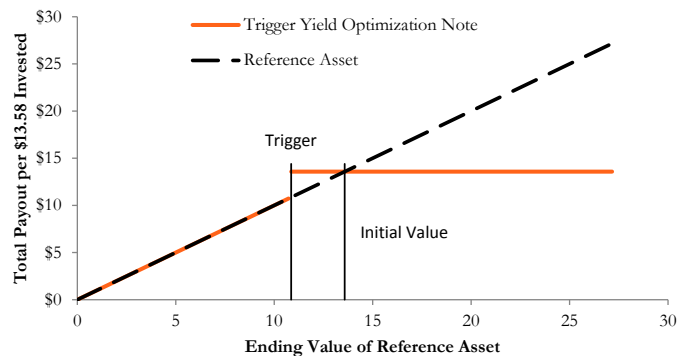 Trigger Yield Optimization Note
Reference Asset
Total Payout per $13.58 Invested
$30
$25
$20
$15
$10
$5
$0
Trigger
Initial Value
0
5
10
15
20
25
30
Ending Value of Reference Asset